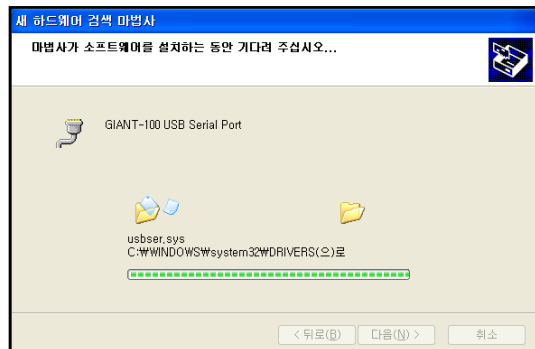 새 하드웨어 검색 마법사
마법사가 소프트웨어를 설치하는 동안 기다려 주십시오...
GIANT-100 USB Serial Port
usbser.sys
C:₩WINDOWS₩system32₩DRIVERS(으)로
< 뒤로(B)
다음(N) >
취소